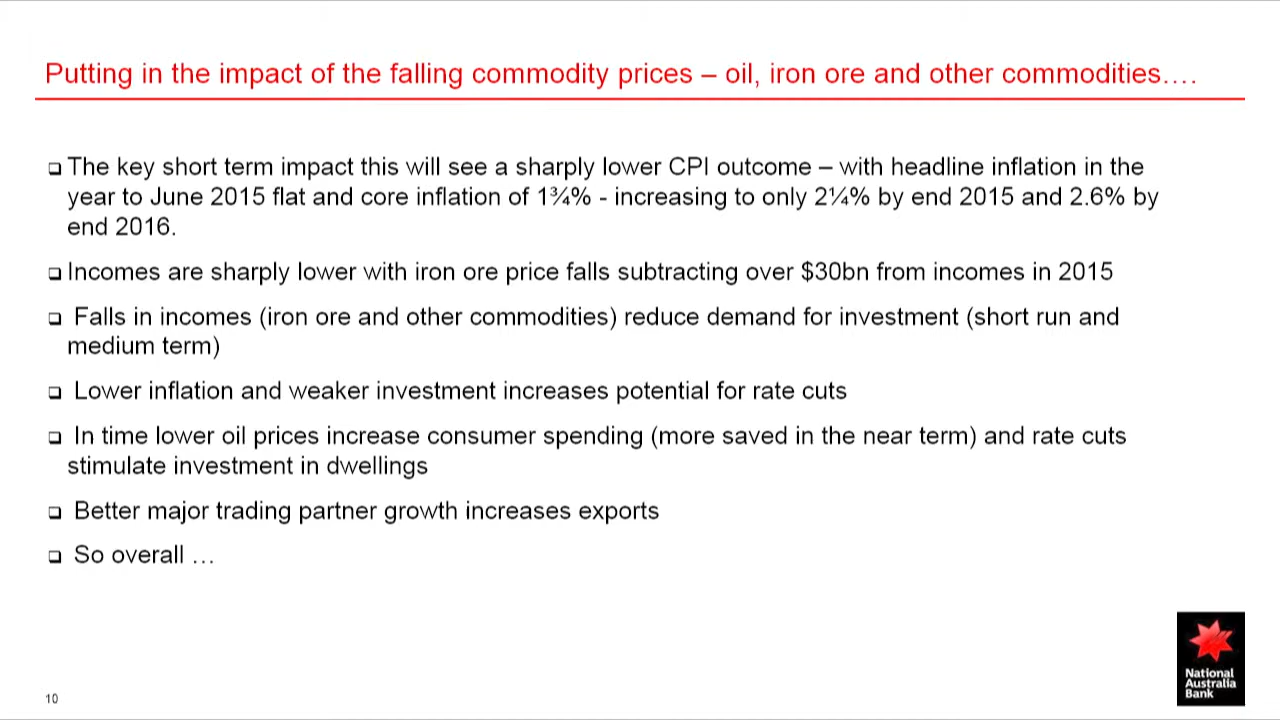 Putting in the impact of the falling commodity prices – oil, iron ore and other commodities….
❑ The key short term impact this will see a sharply lower CPI outcome – with headline inflation in the
year to June 2015 flat and core inflation of 1¾% - increasing to only 2¼% by end 2015 and 2.6% by
end 2016.
❑ Incomes are sharply lower with iron ore price falls subtracting over $30bn from incomes in 2015
❑ Falls in incomes (iron ore and other commodities) reduce demand for investment (short run and
medium term)
❑ Lower inflation and weaker investment increases potential for rate cuts
❑ In time lower oil prices increase consumer spending (more saved in the near term) and rate cuts
stimulate investment in dwellings
❑ Better major trading partner growth increases exports
❑ So overall …
National
Australia
Bank
10